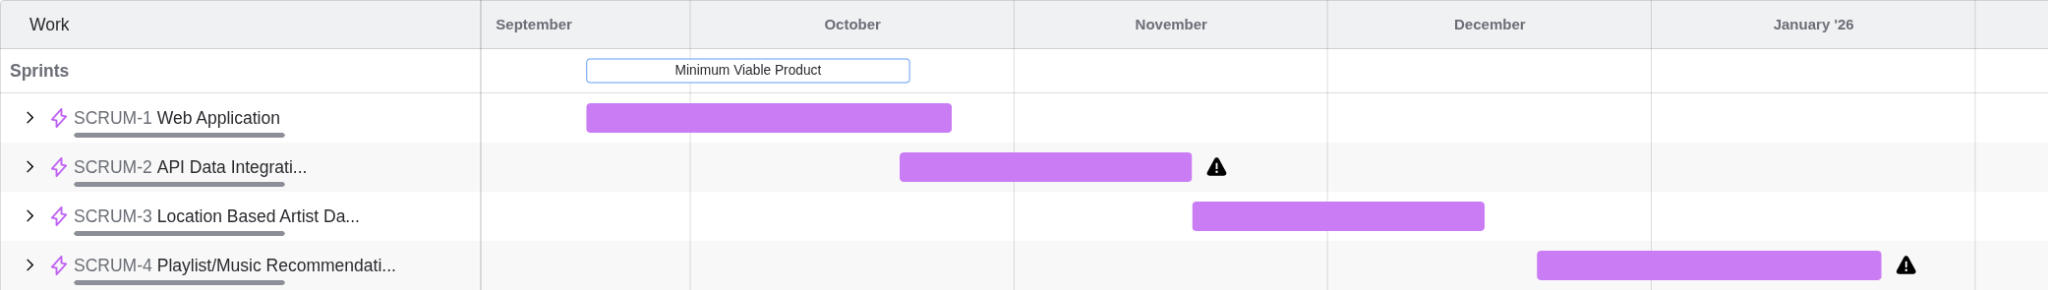 Work September October November December January '26
Sprints Minimum Viable Product
SCRUM-1 Web Application
SCRUM-2 API Data Integrati...
SCRUM-3 Location Based Artist Da...
SCRUM-4 Playlist/Music Recommendati...